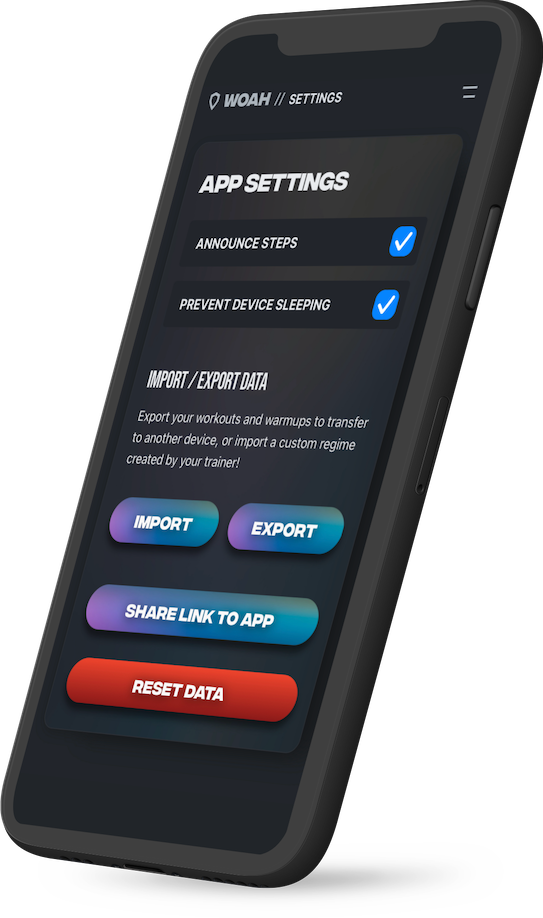 WOAH // SETTINGS
APP SETTINGS
ANNOUNCE STEPS
PREVENT DEVICE SLEEPING
IMPORT / EXPORT DATA
Export your workouts and warmups to transfer
to another device, or import a custom regime
created by your trainer!
IMPORT EXPORT
SHARE LINK TO APP
RESET DATA